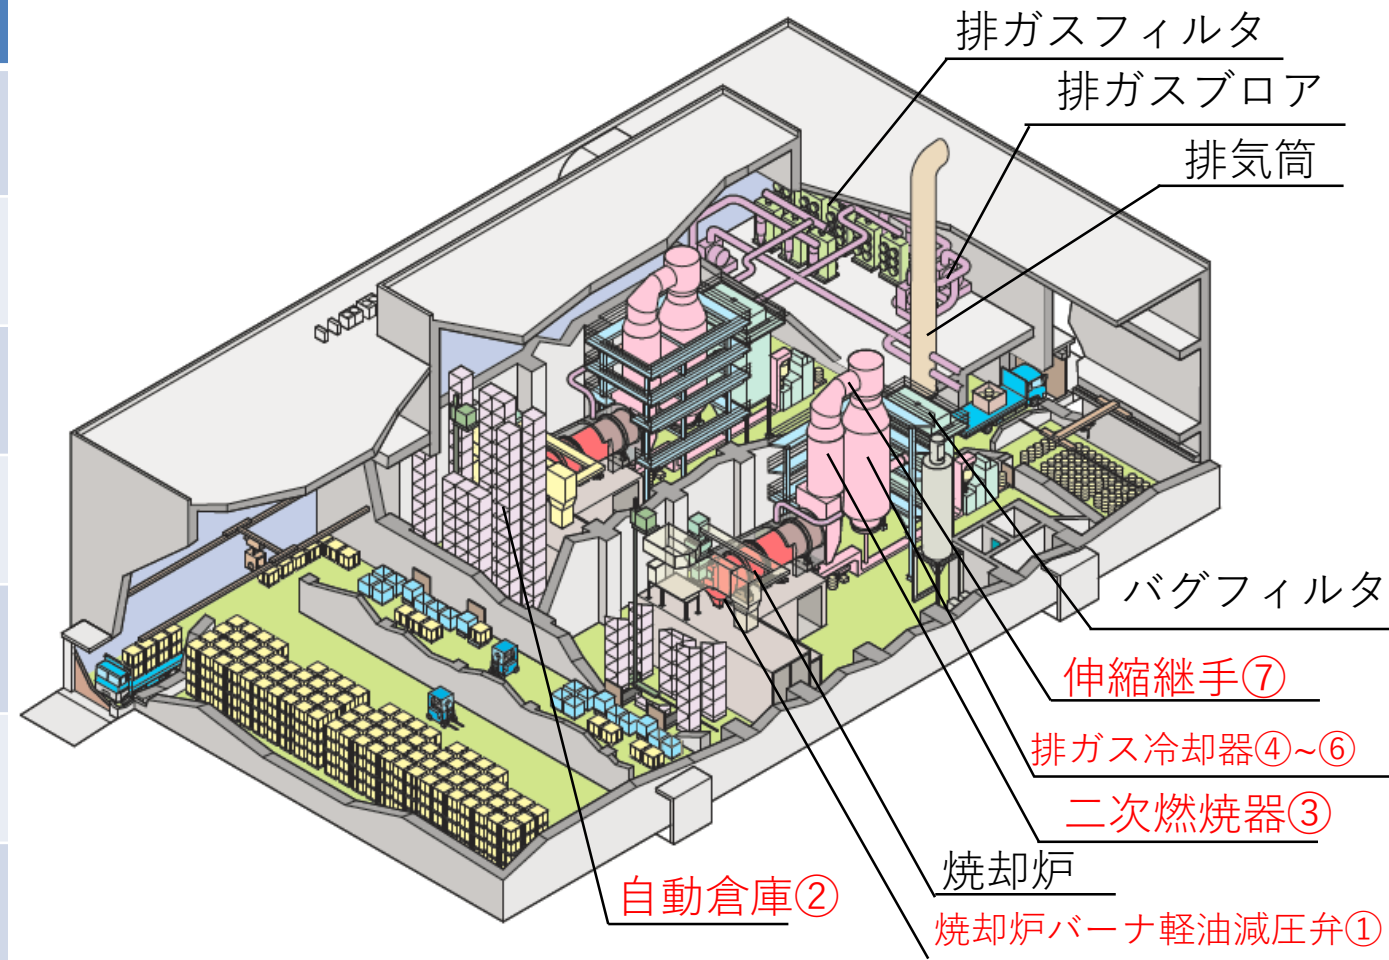 排ガスフィルタ
排ガスブロア
排気筒
バグフィルタ
伸縮継手⑦
排ガス冷却器④~⑥
二次燃焼器③
焼却炉
自動倉庫②
焼却炉バーナ軽油減圧弁①